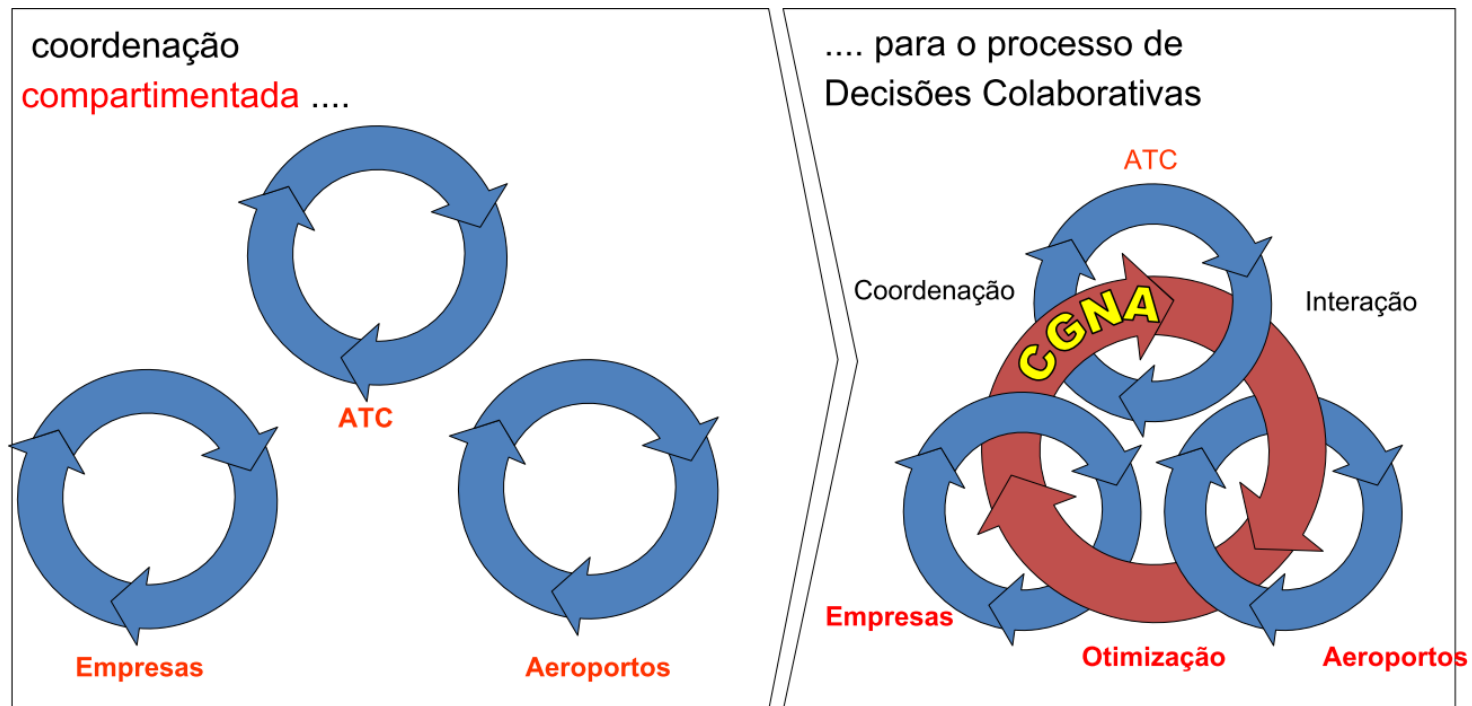 coordenação
compartimentada ....
ATC
Empresas
Aeroportos
.... para o processo de
Decisões Colaborativas
ATC
Coordenação
Interação
CGNA
Empresas
Otimização
Aeroportos